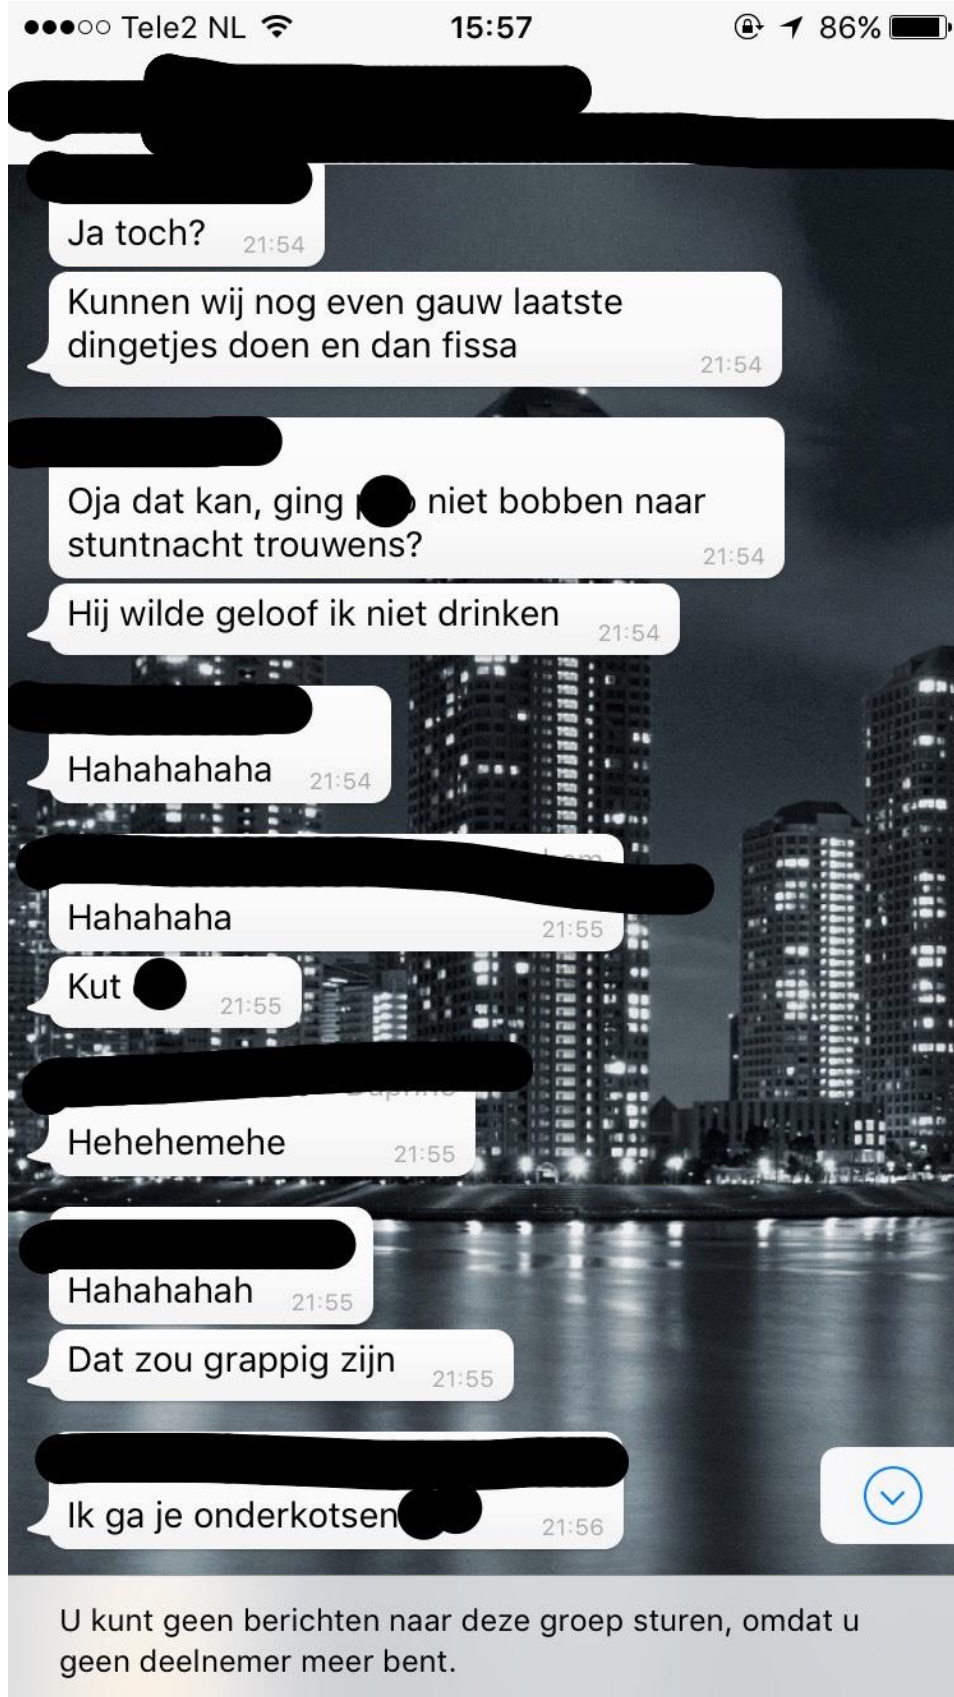 Tele2 NL 15:57 86%
Ja toch? 21:54
Kunnen wij nog even gauw laatste
dingetjes doen en dan fissa
21:54
Oja dat kan, ging niet bobben naar
stuntnacht trouwens?
21:54
Hij wilde geloof ik niet drinken 21:54
Hahahahaha 21:54
Hahahaha 21:55
Kut 21:55
Hehehemehe 21:55
Hahahahah 21:55
Dat zou grappig zijn 21:55
Ik ga je onderkotsen 21:56
U kunt geen berichten naar deze groep sturen, omdat u
geen deelnemer meer bent.